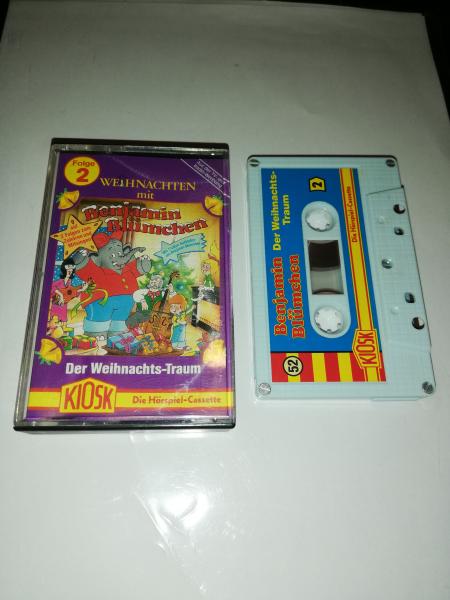 Folge
2
WEIHNACHTEN
mit
Benjamin
Blümchen
Der Weihnachts-Traum
KIOSK
Die Hörspiel-Cassette
52
Benjamin
Blümchen
Der Weihnachts-
Traum
2
KIOSK
Die Hörspiel-Cassette